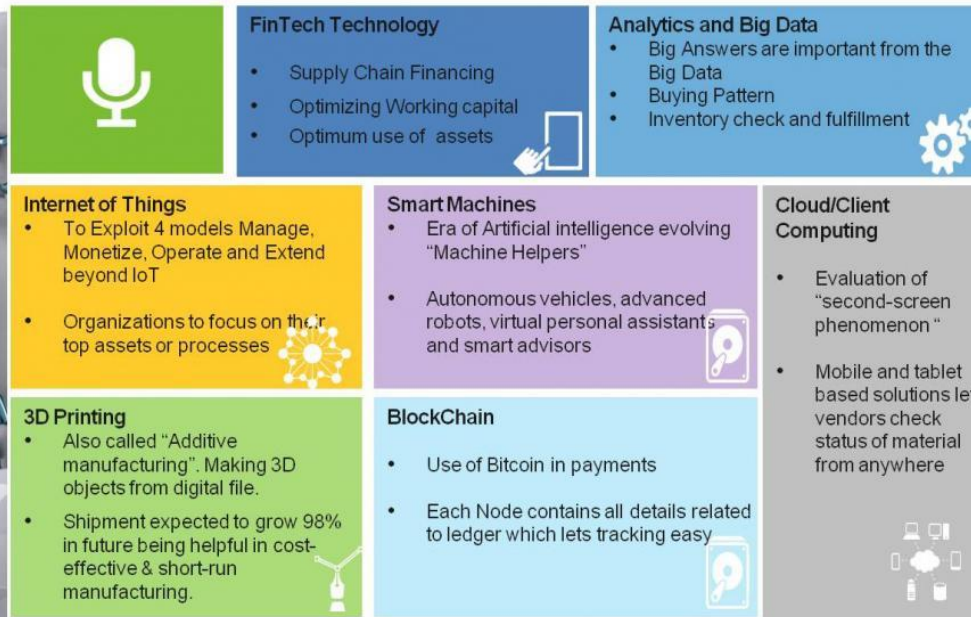 FinTech Technology
• Supply Chain Financing
• Optimizing Working capital
• Optimum use of assets
Analytics and Big Data
• Big Answers are important from the
Big Data
• Buying Pattern
• Inventory check and fulfillment
Internet of Things
• To Exploit 4 models Manage,
Monetize, Operate and Extend
beyond IoT
• Organizations to focus on their
top assets or processes
Smart Machines
• Era of Artificial intelligence evolving
“Machine Helpers”
• Autonomous vehicles, advanced
robots, virtual personal assistants
and smart advisors
Cloud/Client
Computing
• Evaluation of
“second-screen
phenomenon “
• Mobile and tablet
based solutions let
vendors check
status of material
from anywhere
3D Printing
• Also called “Additive
manufacturing”. Making 3D
objects from digital file.
• Shipment expected to grow 98%
in future being helpful in cost-
effective & short-run
manufacturing.
BlockChain
• Use of Bitcoin in payments
• Each Node contains all details related
to ledger which lets tracking easy